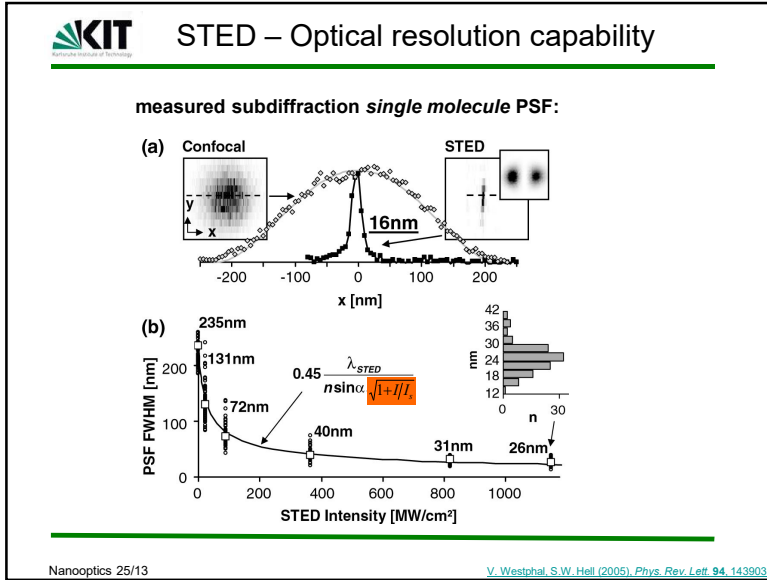 KIT
Karlsruhe Institute of Technology
STED – Optical resolution capability
measured subdiffraction single molecule PSF:
(a)
Confocal
STED
y
x
16nm
-200 -100 0 100 200
x [nm]
(b)
235nm
131nm
72nm
40nm
31nm
26nm
0.45 λSTED / n sinα √1+I/Is
PSF FWHM [nm]
200
100
0
0 200 400 600 800 1000
STED Intensity [MW/cm²]
nm
42
36
30
24
18
12
0 30
n
Nanooptics 25/13
V. Westphal, S.W. Hell (2005), Phys. Rev. Lett. 94, 143903